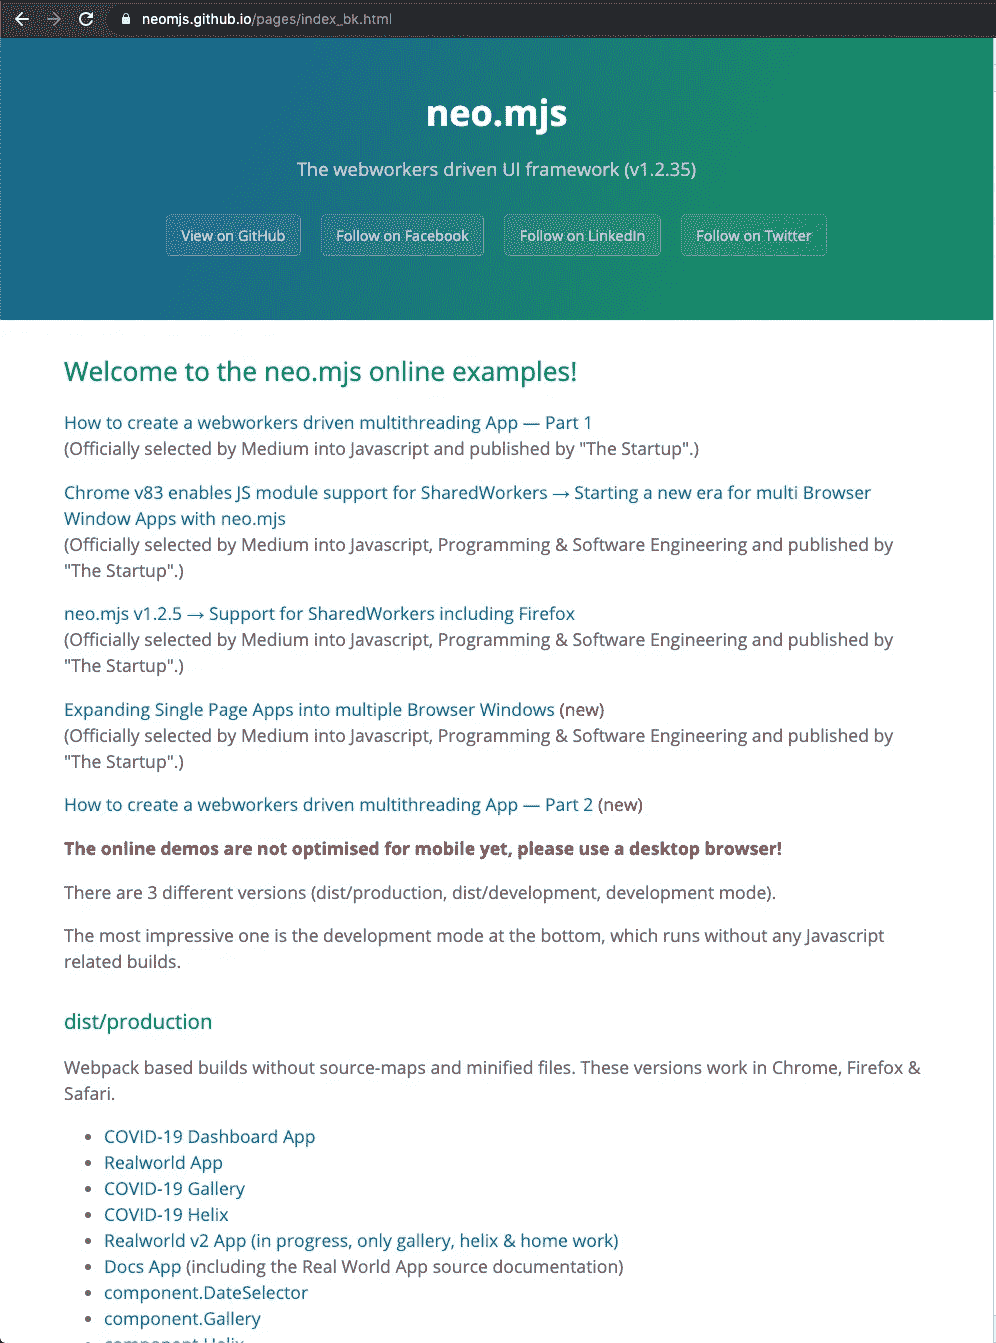 neomjs.github.io/pages/index_bk.html
neo.mjs
The webworkers driven UI framework (v1.2.35)
View on GitHub
Follow on Facebook
Follow on LinkedIn
Follow on Twitter
Welcome to the neo.mjs online examples!
How to create a webworkers driven multithreading App — Part 1
(Officially selected by Medium into Javascript and published by "The Startup".)
Chrome v83 enables JS module support for SharedWorkers → Starting a new era for multi Browser
Window Apps with neo.mjs
(Officially selected by Medium into Javascript, Programming & Software Engineering and published by
"The Startup".)
neo.mjs v1.2.5 → Support for SharedWorkers including Firefox
(Officially selected by Medium into Javascript, Programming & Software Engineering and published by
"The Startup".)
Expanding Single Page Apps into multiple Browser Windows (new)
(Officially selected by Medium into Javascript, Programming & Software Engineering and published by
"The Startup".)
How to create a webworkers driven multithreading App — Part 2 (new)
The online demos are not optimised for mobile yet, please use a desktop browser!
There are 3 different versions (dist/production, dist/development, development mode).
The most impressive one is the development mode at the bottom, which runs without any Javascript
related builds.
dist/production
Webpack based builds without source-maps and minified files. These versions work in Chrome, Firefox &
Safari.
• COVID-19 Dashboard App
• Realworld App
• COVID-19 Gallery
• COVID-19 Helix
• Realworld v2 App (in progress, only gallery, helix & home work)
• Docs App (including the Real World App source documentation)
• component.DateSelector
• component.Gallery